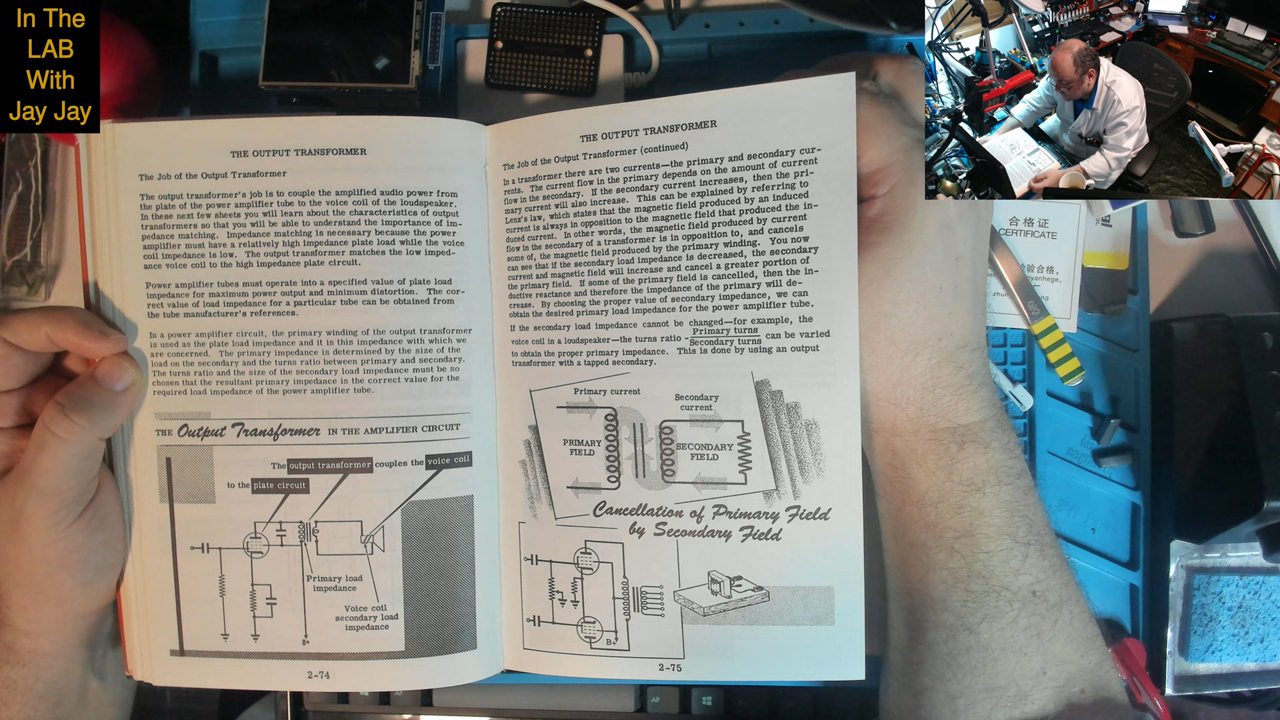 In The
LAB
With
Jay Jay
THE OUTPUT TRANSFORMER
The Job of the Output Transformer
The output transformer's job is to couple the amplified audio power from
the plate of the power amplifier tube to the voice coil of the loudspeaker.
In these next few sheets you will learn about the characteristics of output
transformers so that you will be able to understand the importance of im-
pedance matching. Impedance matching is necessary because the power
amplifier must have a relatively high impedance plate load while the voice
coil impedance is low. The output transformer matches the low imped-
ance voice coil to the high impedance plate circuit.
Power amplifier tubes must operate into a specified value of plate load
impedance for maximum power output and minimum distortion. The cor-
rect value of load impedance for a particular tube can be obtained from
the tube manufacturer's references.
In a power amplifier circuit, the primary winding of the output transformer
is used as the plate load impedance and it is this impedance with which we
are concerned. The primary impedance is determined by the size of the
load on the secondary and the turns ratio between primary and secondary.
The turns ratio and the size of the secondary load impedance must be so
chosen that the resultant primary impedance is the correct value for the
required load impedance of the power amplifier tube.
THE Output Transformer IN THE AMPLIFIER CIRCUIT
The output transformer couples the voice coil
to the plate circuit
Primary load
impedance
Voice coil
secondary load
impedance
B+
2-74
THE OUTPUT TRANSFORMER
The Job of the Output Transformer (continued)
In a transformer there are two currents—the primary and secondary cur-
rents. The current flow in the primary depends on the amount of current
flow in the secondary. If the secondary current increases, then the pri-
mary current will also increase. This can be explained by referring to
Lenz's law, which states that the magnetic field produced by an induced
current is always in opposition to the magnetic field that produced the in-
duced current. In other words, the magnetic field produced by current
flow in the secondary of a transformer is in opposition to, and cancels
some of, the magnetic field produced by the primary winding. You now
can see that if the secondary load impedance is decreased, the secondary
current and magnetic field will increase and cancel a greater portion of
the primary field. If some of the primary field is cancelled, then the in-
ductive reactance and therefore the impedance of the primary will de-
crease. By choosing the proper value of secondary impedance, we can
obtain the desired primary load impedance for the power amplifier tube.
If the secondary load impedance cannot be changed—for example, the
voice coil in a loudspeaker—the turns ratio - Primary turns / Secondary turns can be varied
to obtain the proper primary impedance. This is done by using an output
transformer with a tapped secondary.
Primary current
Secondary
current
PRIMARY
FIELD
SECONDARY
FIELD
Cancellation of Primary Field
by Secondary Field
B+
2-75
合格证
CERTIFICATE